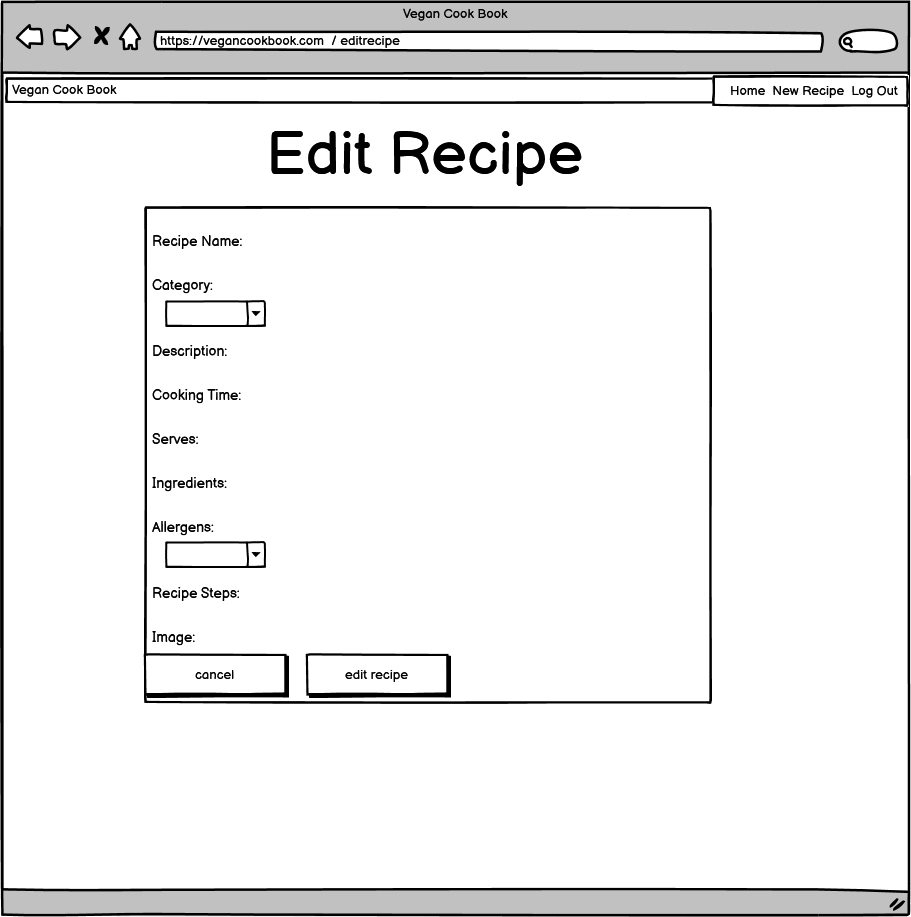 Vegan Cook Book
https://vegancookbook.com / editrecipe
Vegan Cook Book
Home New Recipe Log Out
Edit Recipe
Recipe Name:
Category:
Description:
Cooking Time:
Serves:
Ingredients:
Allergens:
Recipe Steps:
Image:
cancel
edit recipe